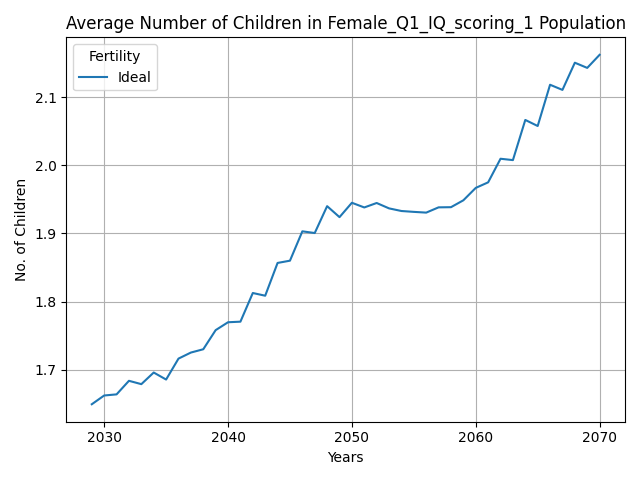 Average Number of Children in Female_Q1_IQ_scoring_1 Population
Fertility
Ideal
No. of Children
2.1
2.0
1.9
1.8
1.7
2030 2040 2050 2060 2070
Years